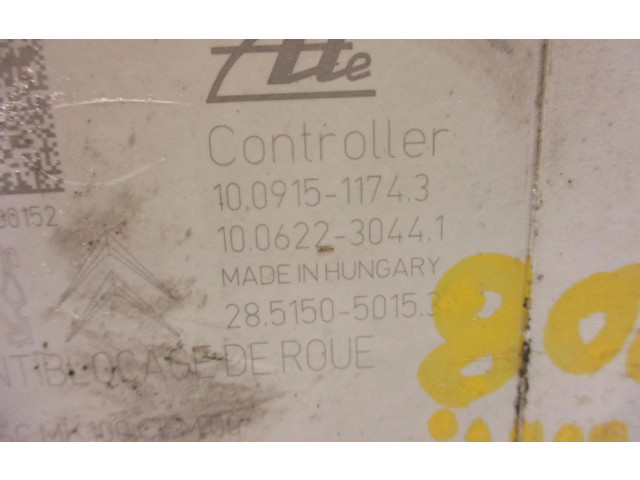 Ate
Controller
10.0915-1174.3
10.0622-3044.1
MADE IN HUNGARY
28.5150-5015.3
NTIBLOCAGE DE ROUE